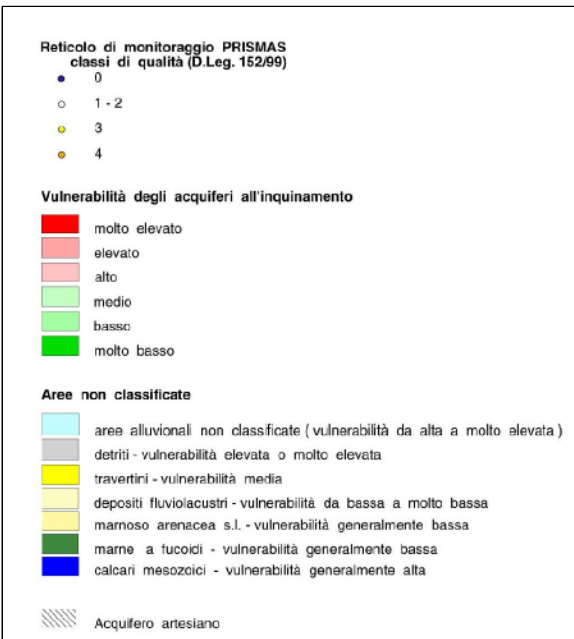 Reticolo di monitoraggio PRISMAS
classi di qualità (D.Leg. 152/99)
0
1 - 2
3
4
Vulnerabilità degli acquiferi all'inquinamento
molto elevato
elevato
alto
medio
basso
molto basso
Aree non classificate
aree alluvionali non classificate ( vulnerabilità da alta a molto elevata )
detriti - vulnerabilità elevata o molto elevata
travertini - vulnerabilità media
depositi fluviolacustri - vulnerabilità da bassa a molto bassa
marnoso arenacea s.l. - vulnerabilità generalmente bassa
marne a fucoidi - vulnerabilità generalmente bassa
calcari mesozoici - vulnerabilità generalmente alta
Acquifero artesiano